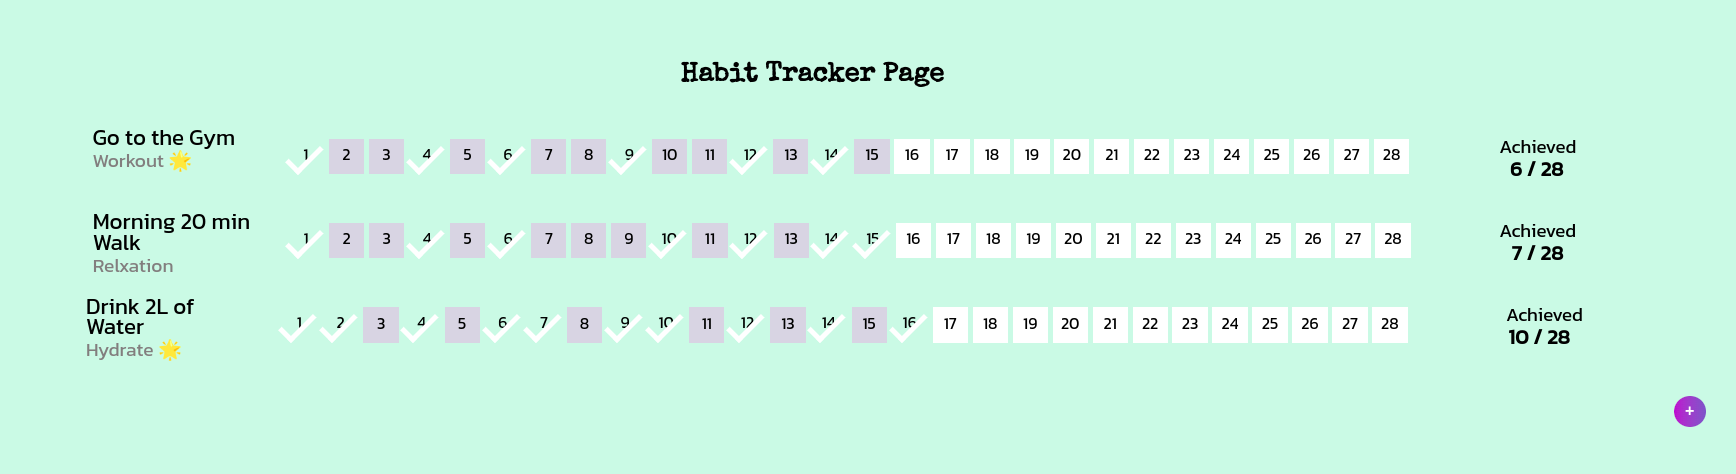 Habit Tracker Page
Go to the Gym
Workout 🌟
1 2 3 4 5 6 7 8 9 10 11 12 13 14 15 16 17 18 19 20 21 22 23 24 25 26 27 28
Achieved
6 / 28
Morning 20 min
Walk
Relxation
1 2 3 4 5 6 7 8 9 10 11 12 13 14 15 16 17 18 19 20 21 22 23 24 25 26 27 28
Achieved
7 / 28
Drink 2L of
Water
Hydrate 🌟
1 2 3 4 5 6 7 8 9 10 11 12 13 14 15 16 17 18 19 20 21 22 23 24 25 26 27 28
Achieved
10 / 28
+